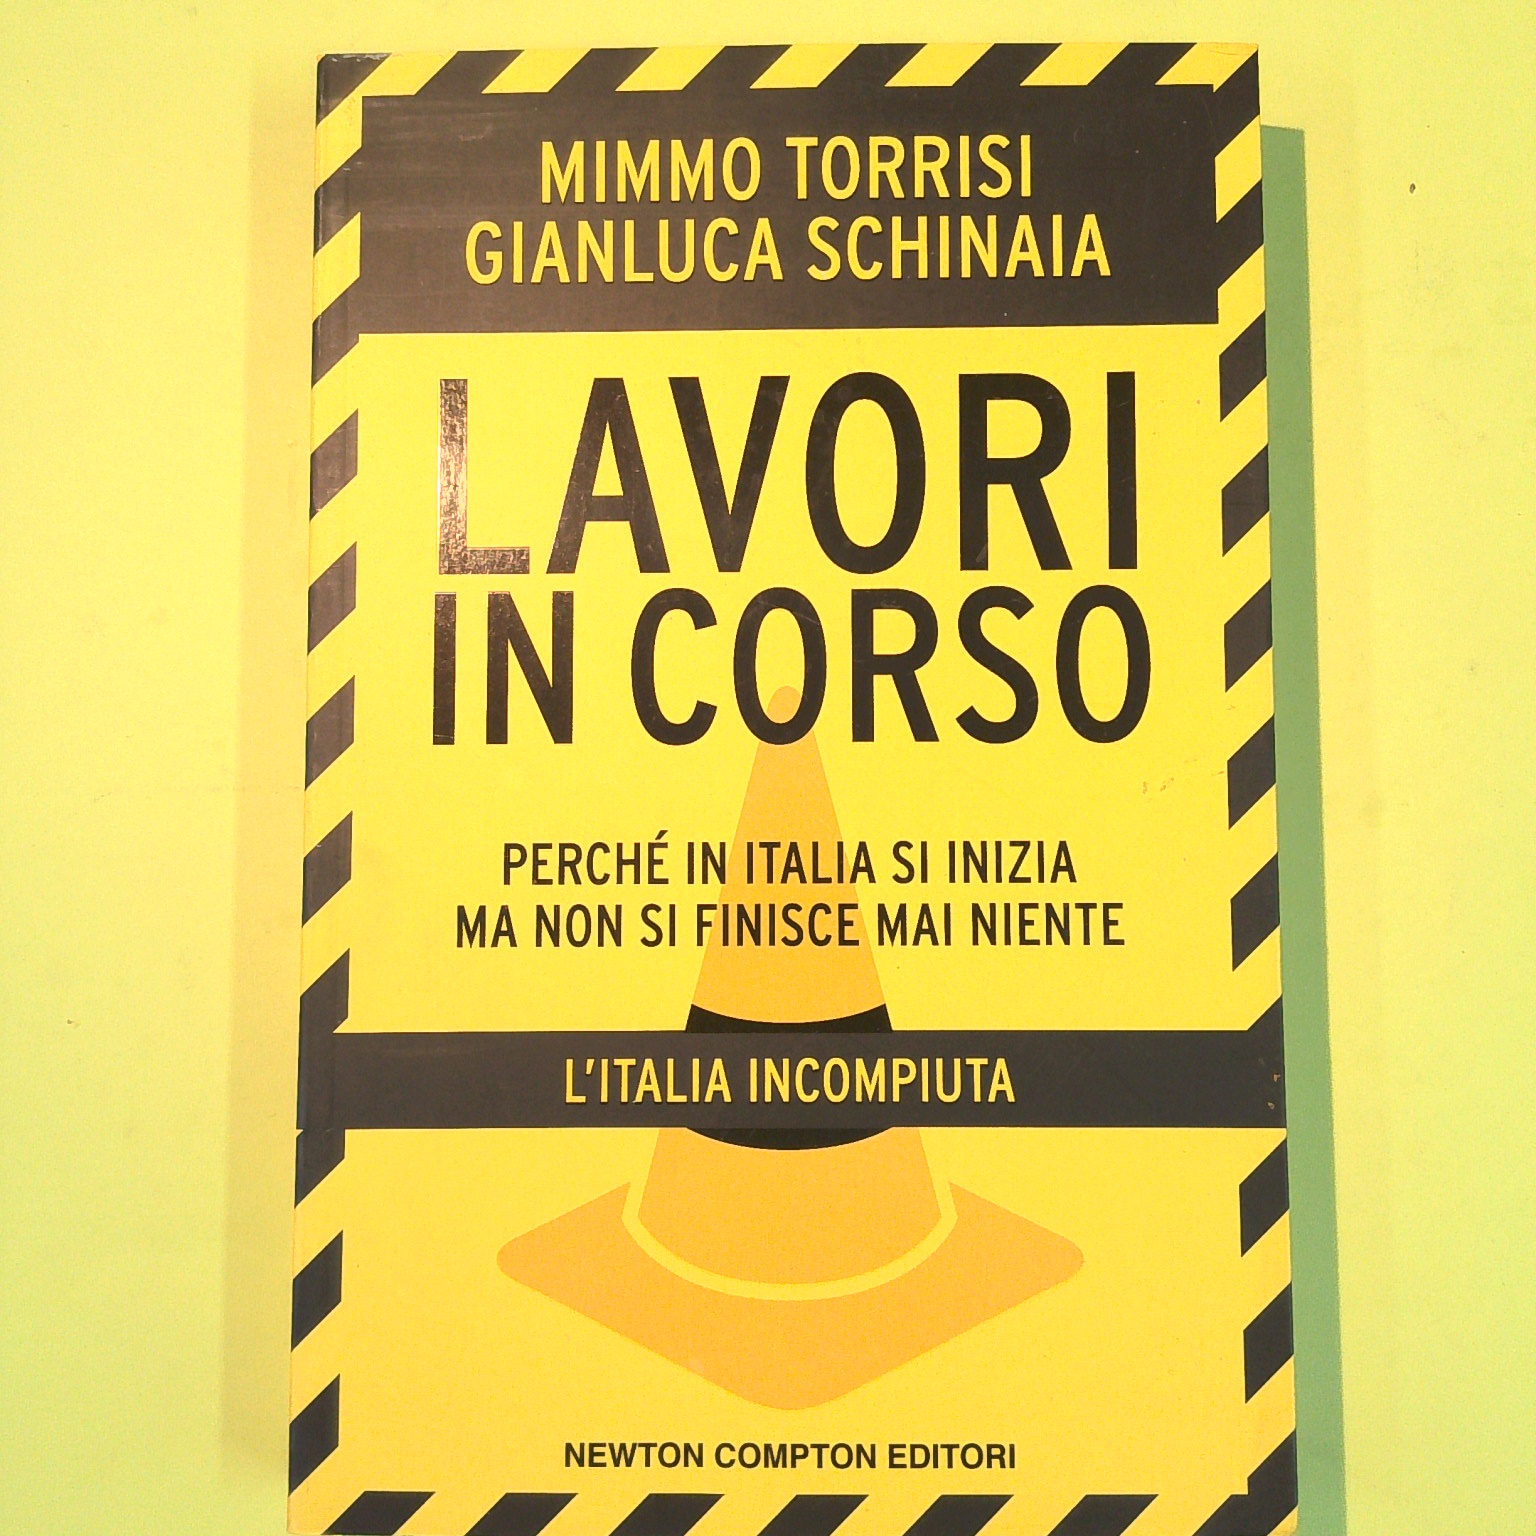 MIMMO TORRISI
GIANLUCA SCHINAIA
LAVORI
IN CORSO
PERCHÉ IN ITALIA SI INIZIA
MA NON SI FINISCE MAI NIENTE
L'ITALIA INCOMPIUTA
NEWTON COMPTON EDITORI